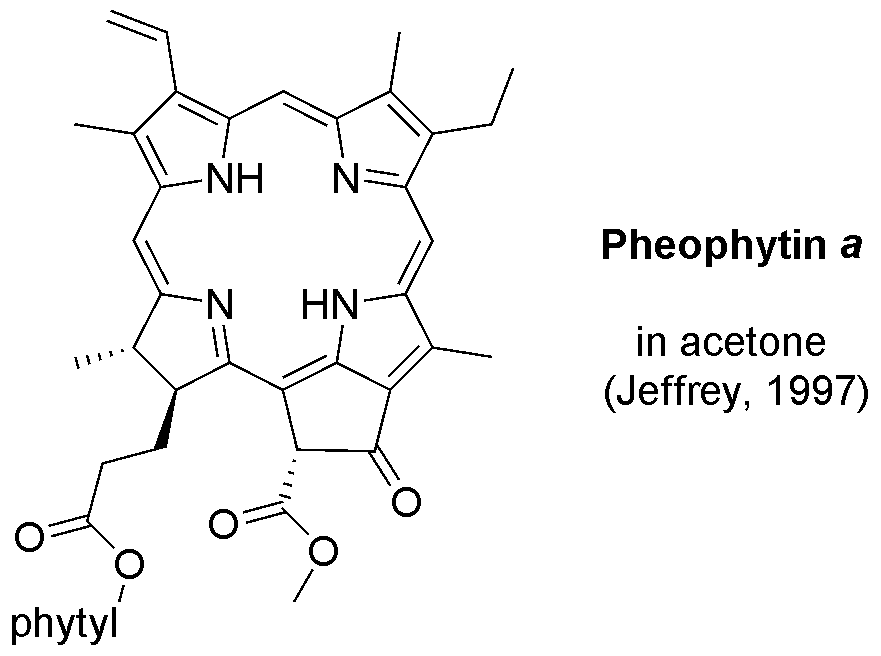 NH
N
Pheophytin a
N
HN
in acetone
(Jeffrey, 1997)
O
O
O
O
O
phytyl